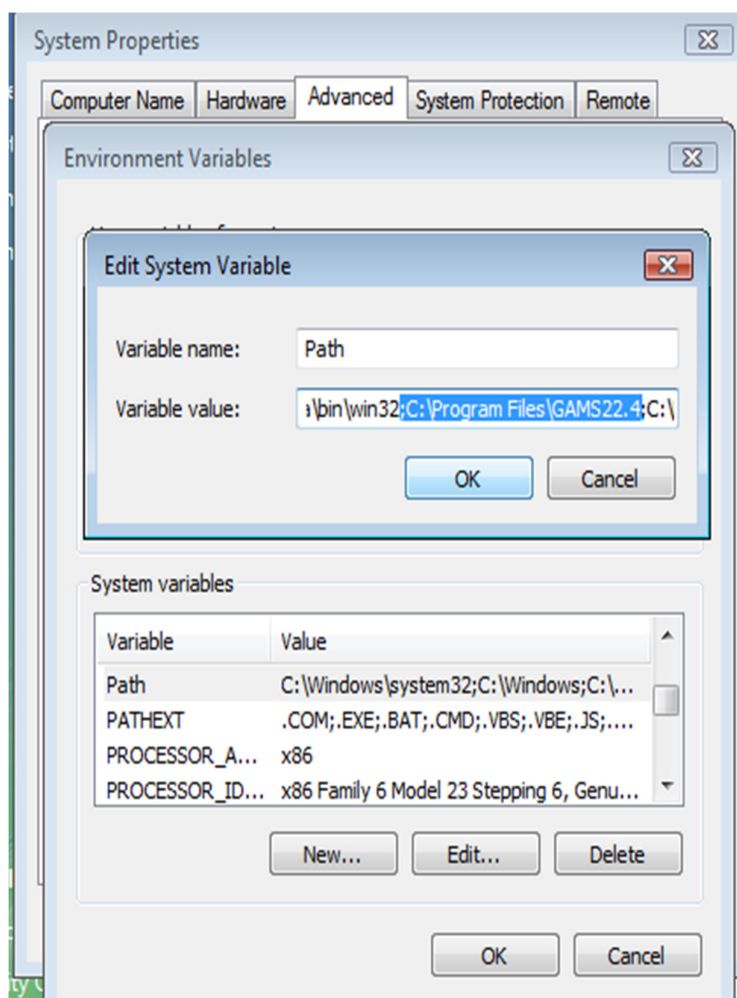 System Properties
Computer Name Hardware Advanced System Protection Remote
Environment Variables
Edit System Variable
Variable name: Path
Variable value: a\bin\win32;C:\Program Files\GAMS22.4;C:\
OK Cancel
System variables
Variable Value
Path C:\Windows\system32;C:\Windows;C:\...
PATHEXT .COM;.EXE;.BAT;.CMD;.VBS;.VBE;.JS;....
PROCESSOR_A... x86
PROCESSOR_ID... x86 Family 6 Model 23 Stepping 6, Genu...
New... Edit... Delete
OK Cancel